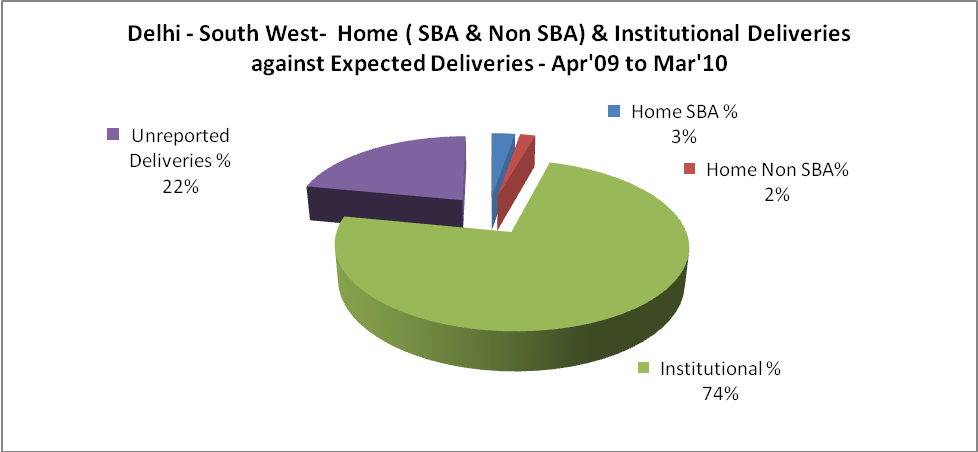 Delhi - South West- Home ( SBA & Non SBA) & Institutional Deliveries
against Expected Deliveries - Apr'09 to Mar'10
Home SBA %
3%
Unreported
Deliveries %
22%
Home Non SBA%
2%
Institutional %
74%